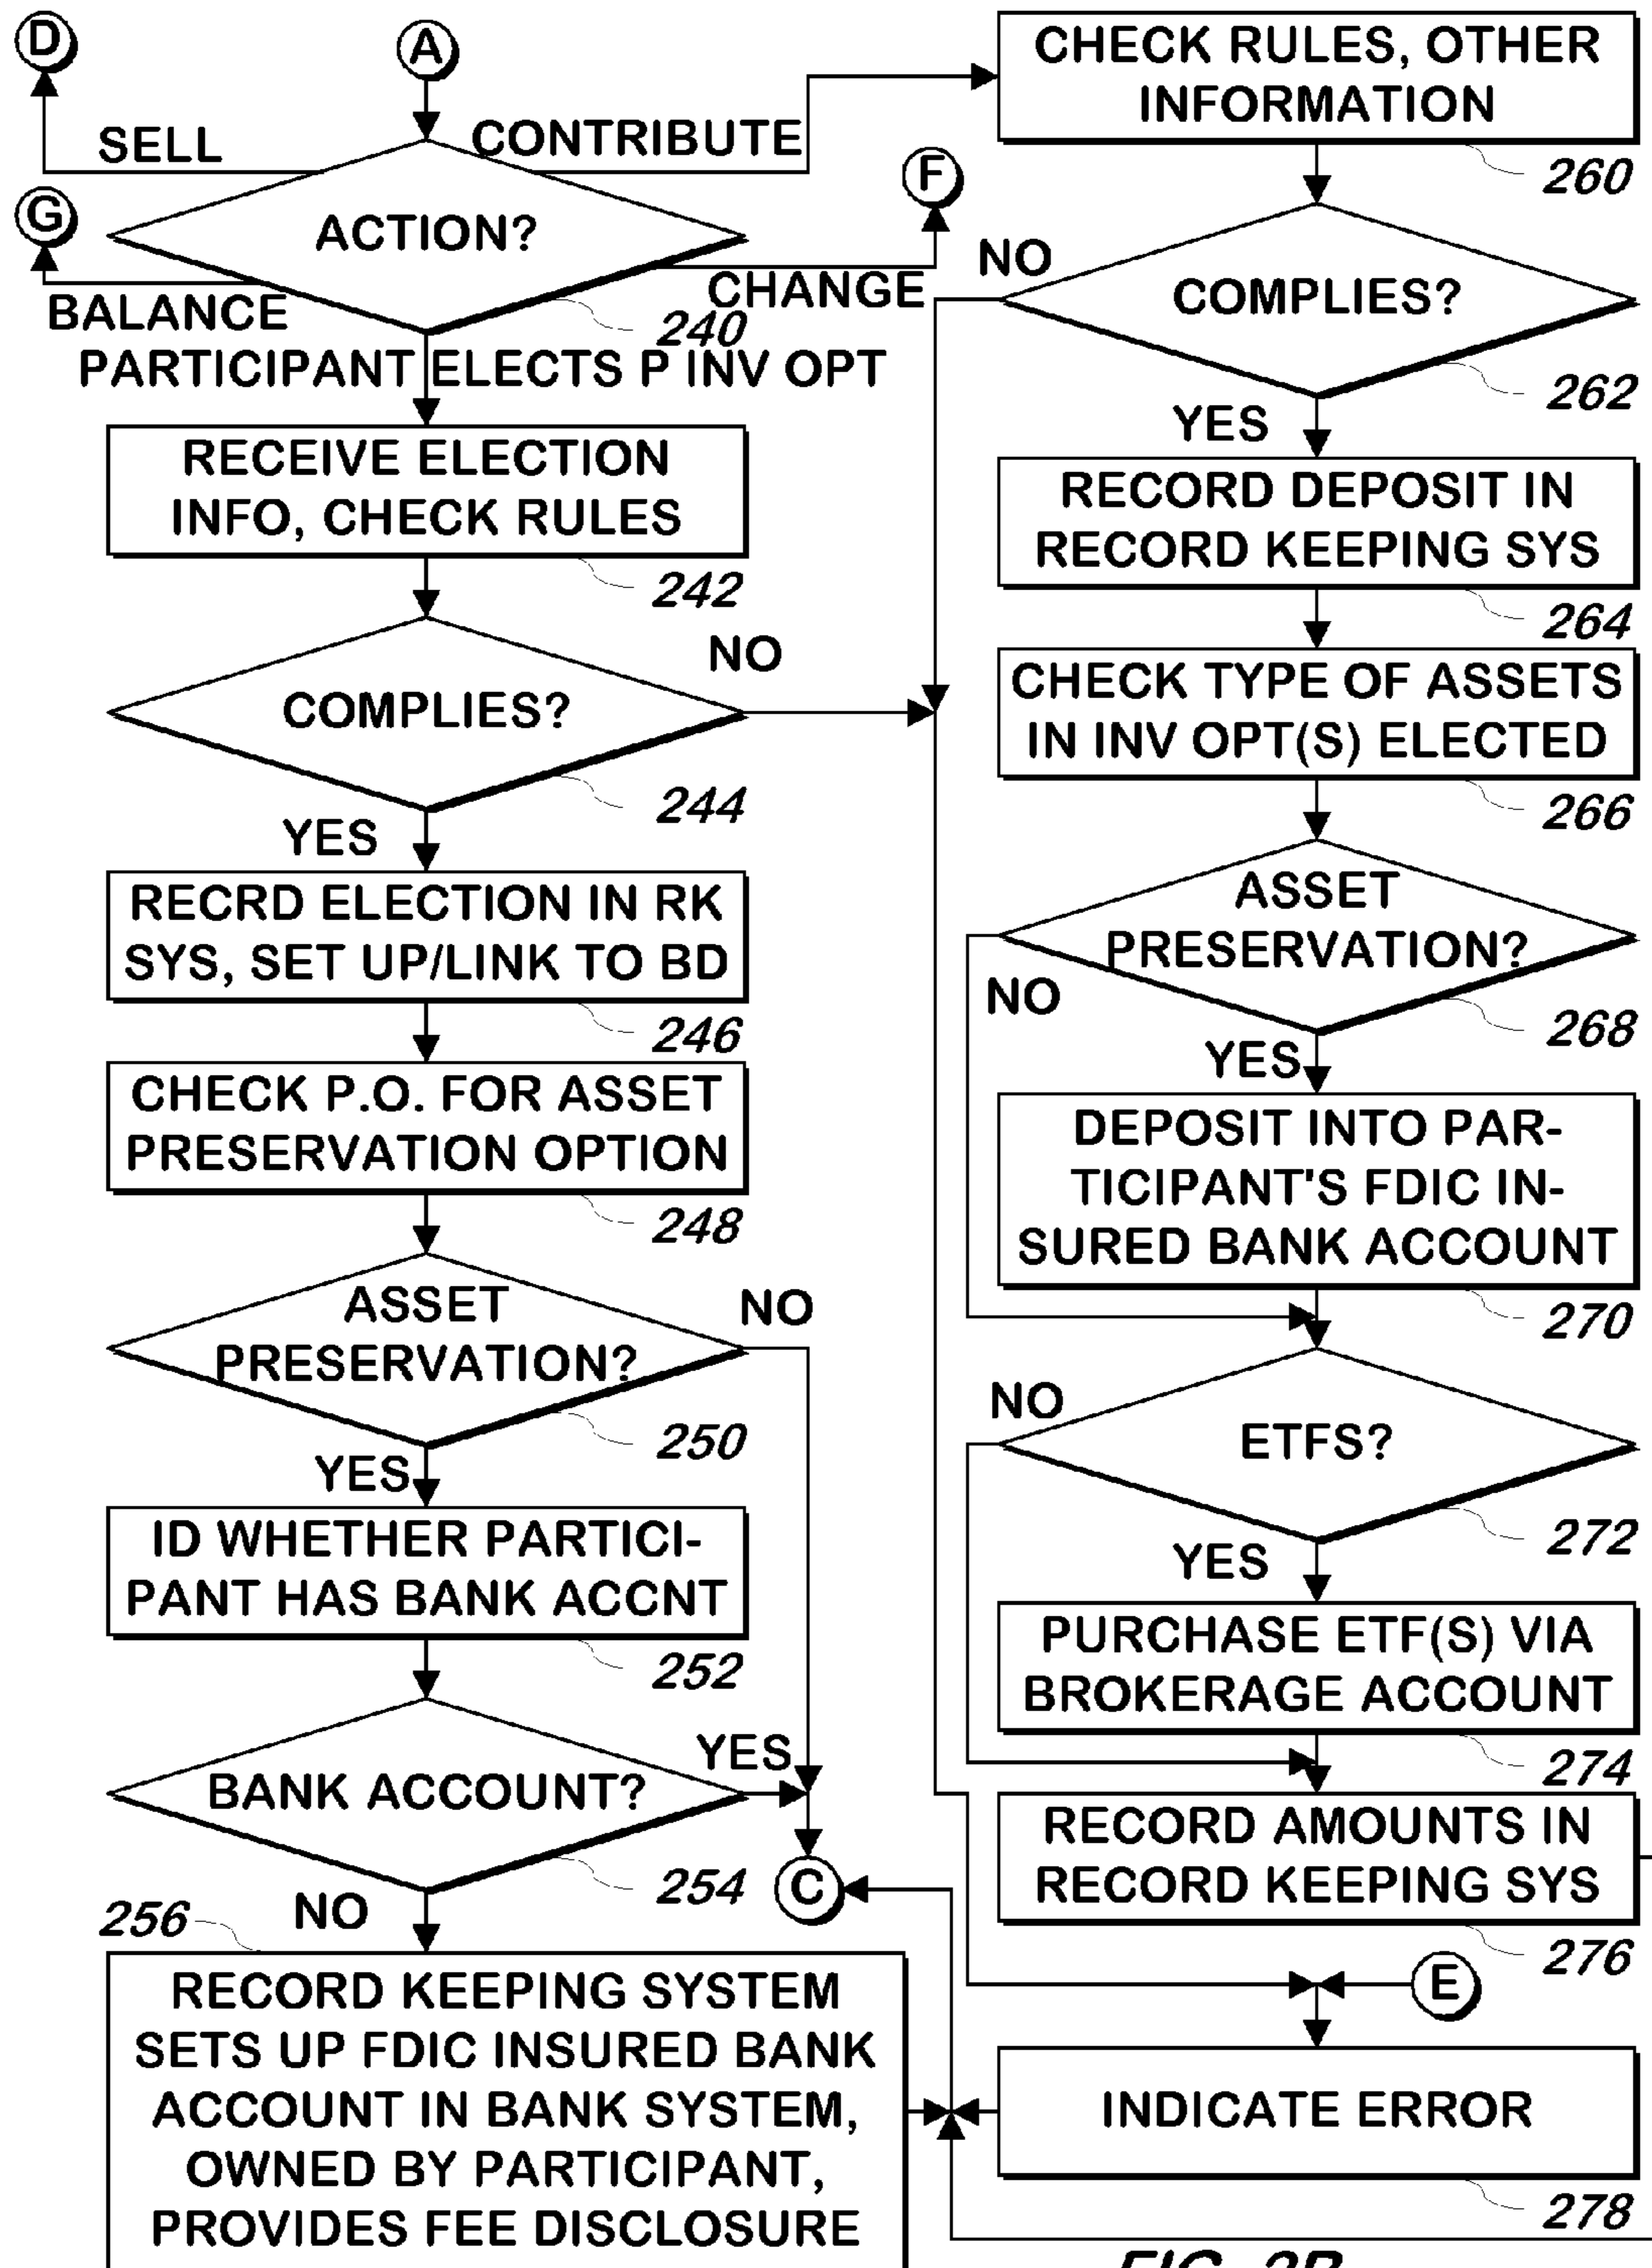 D
A
SELL
CONTRIBUTE
G
ACTION?
F
BALANCE
CHANGE
240
PARTICIPANT ELECTS P INV OPT
RECEIVE ELECTION
INFO, CHECK RULES
242
COMPLIES?
NO
244
YES
RECRD ELECTION IN RK
SYS, SET UP/LINK TO BD
246
CHECK P.O. FOR ASSET
PRESERVATION OPTION
248
ASSET
PRESERVATION?
NO
250
YES
ID WHETHER PARTICI-
PANT HAS BANK ACCNT
252
BANK ACCOUNT?
YES
254
C
NO
256
RECORD KEEPING SYSTEM
SETS UP FDIC INSURED BANK
ACCOUNT IN BANK SYSTEM,
OWNED BY PARTICIPANT,
PROVIDES FEE DISCLOSURE
CHECK RULES, OTHER
INFORMATION
260
NO
COMPLIES?
262
YES
RECORD DEPOSIT IN
RECORD KEEPING SYS
264
CHECK TYPE OF ASSETS
IN INV OPT(S) ELECTED
266
ASSET
PRESERVATION?
NO
268
YES
DEPOSIT INTO PAR-
TICIPANT'S FDIC IN-
SURED BANK ACCOUNT
270
NO
ETFS?
272
YES
PURCHASE ETF(S) VIA
BROKERAGE ACCOUNT
274
RECORD AMOUNTS IN
RECORD KEEPING SYS
276
E
INDICATE ERROR
278